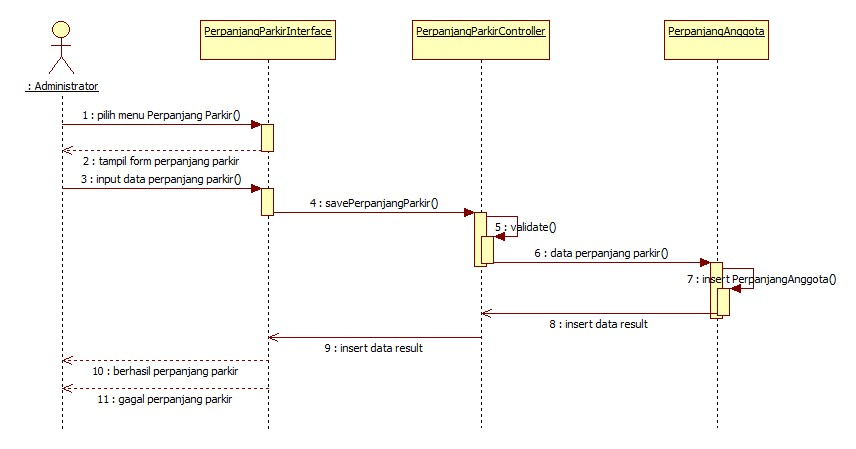 PerpanjangParkirInterface
PerpanjangParkirController
PerpanjangAnggota
: Administrator
1 : pilih menu Perpanjang Parkir()
2 : tampil form perpanjang parkir
3 : input data perpanjang parkir()
4 : savePerpanjangParkir()
5 : validate()
6 : data perpanjang parkir()
7 : insert PerpanjangAnggota()
8 : insert data result
9 : insert data result
10 : berhasil perpanjang parkir
11 : gagal perpanjang parkir